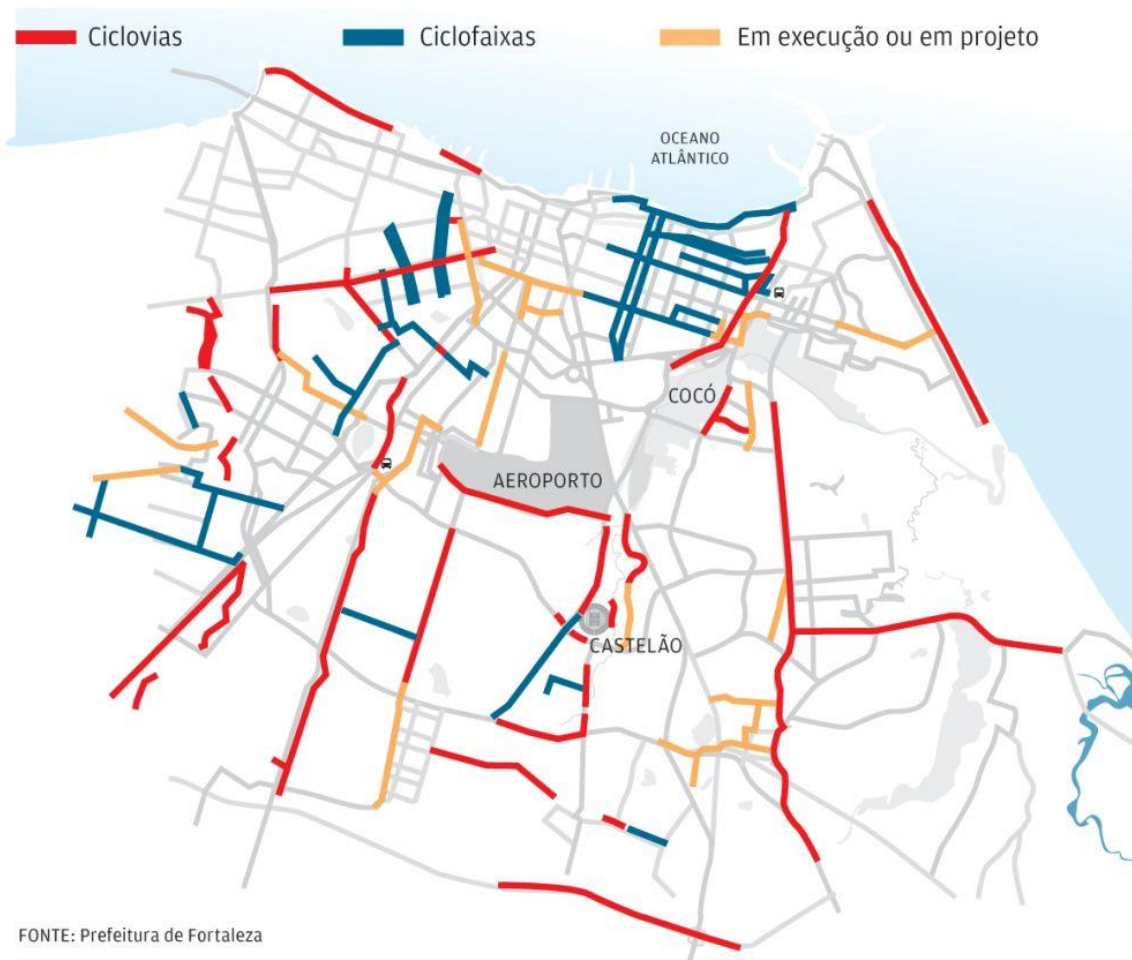 Ciclovias
Ciclofaixas
Em execução ou em projeto
OCEANO
ATLÂNTICO
COCÓ
AEROPORTO
CASTELÃO
FONTE: Prefeitura de Fortaleza